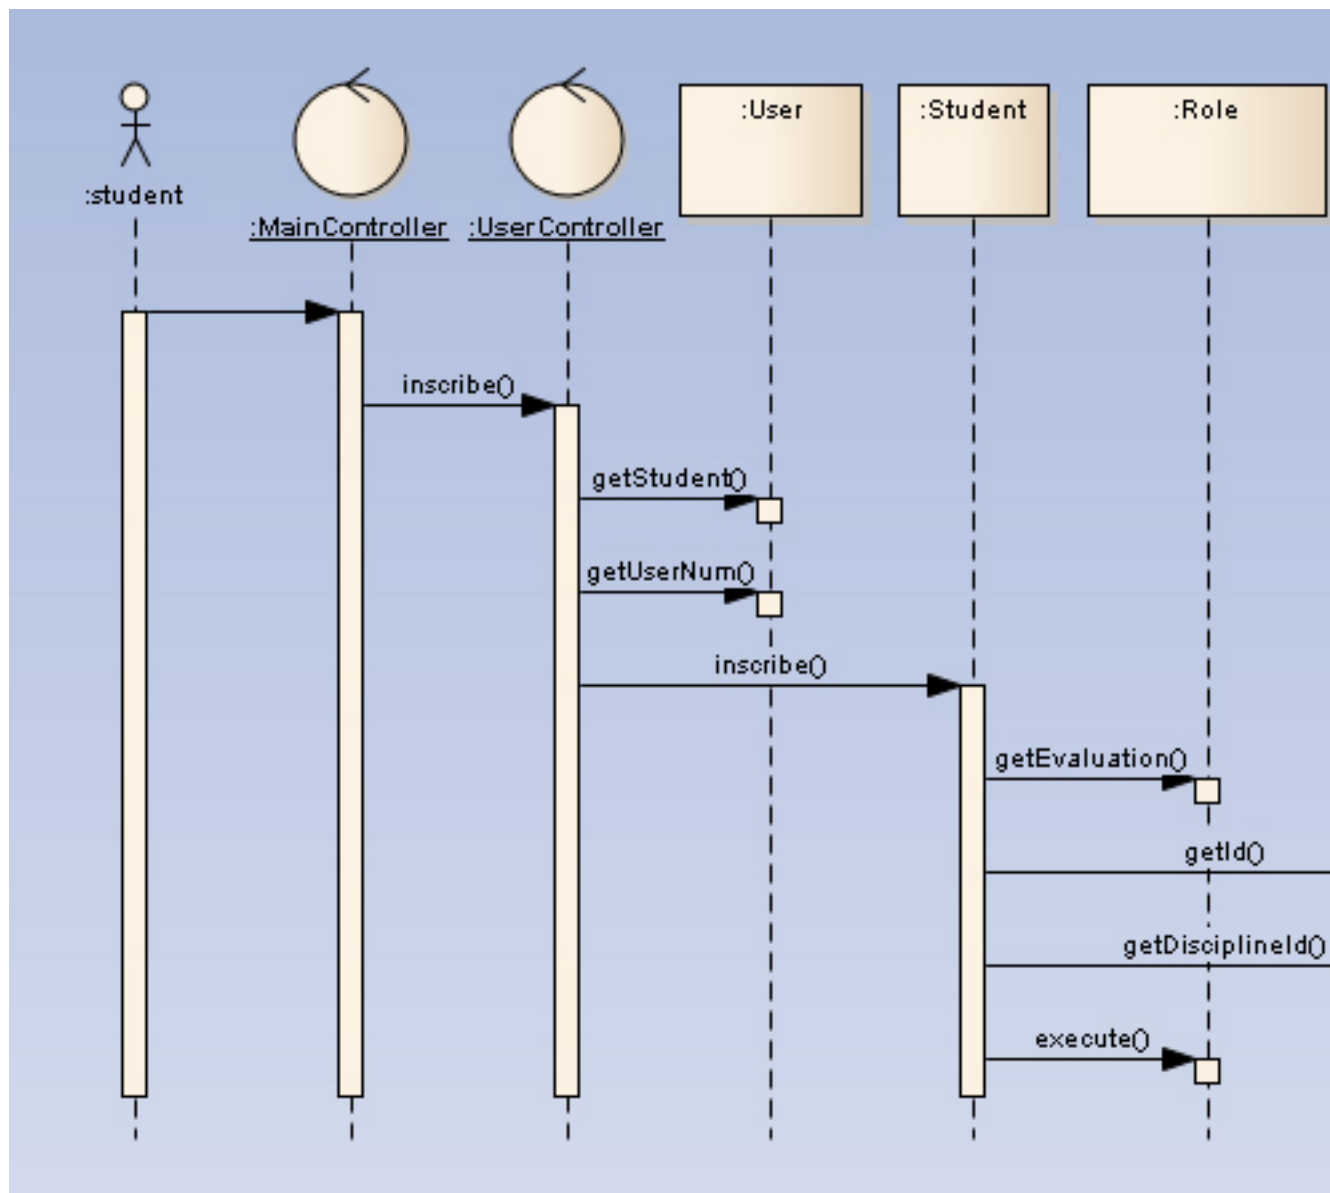 :User
:Student
:Role
:student
:MainController
:UserController
inscribe()
getStudent()
getUserNum()
inscribe()
getEvaluation()
getId()
getDisciplineId()
execute()